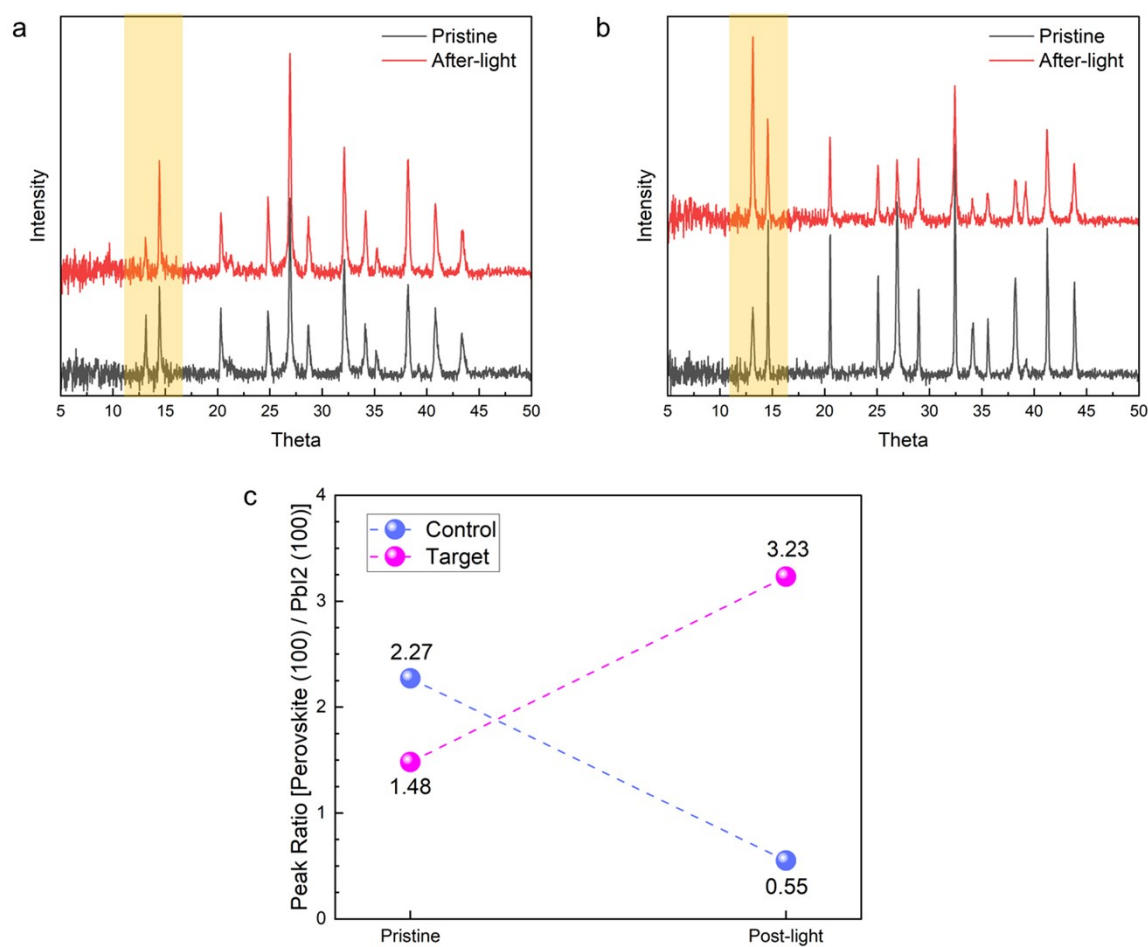 a
Pristine
After-light
Intensity
5 10 15 20 25 30 35 40 45 50
Theta
b
Pristine
After-light
Intensity
5 10 15 20 25 30 35 40 45 50
Theta
c
Peak Ratio [Perovskite (100) / PbI2 (100)]
4
3
2
1
0
Control
Target
2.27
1.48
3.23
0.55
Pristine
Post-light